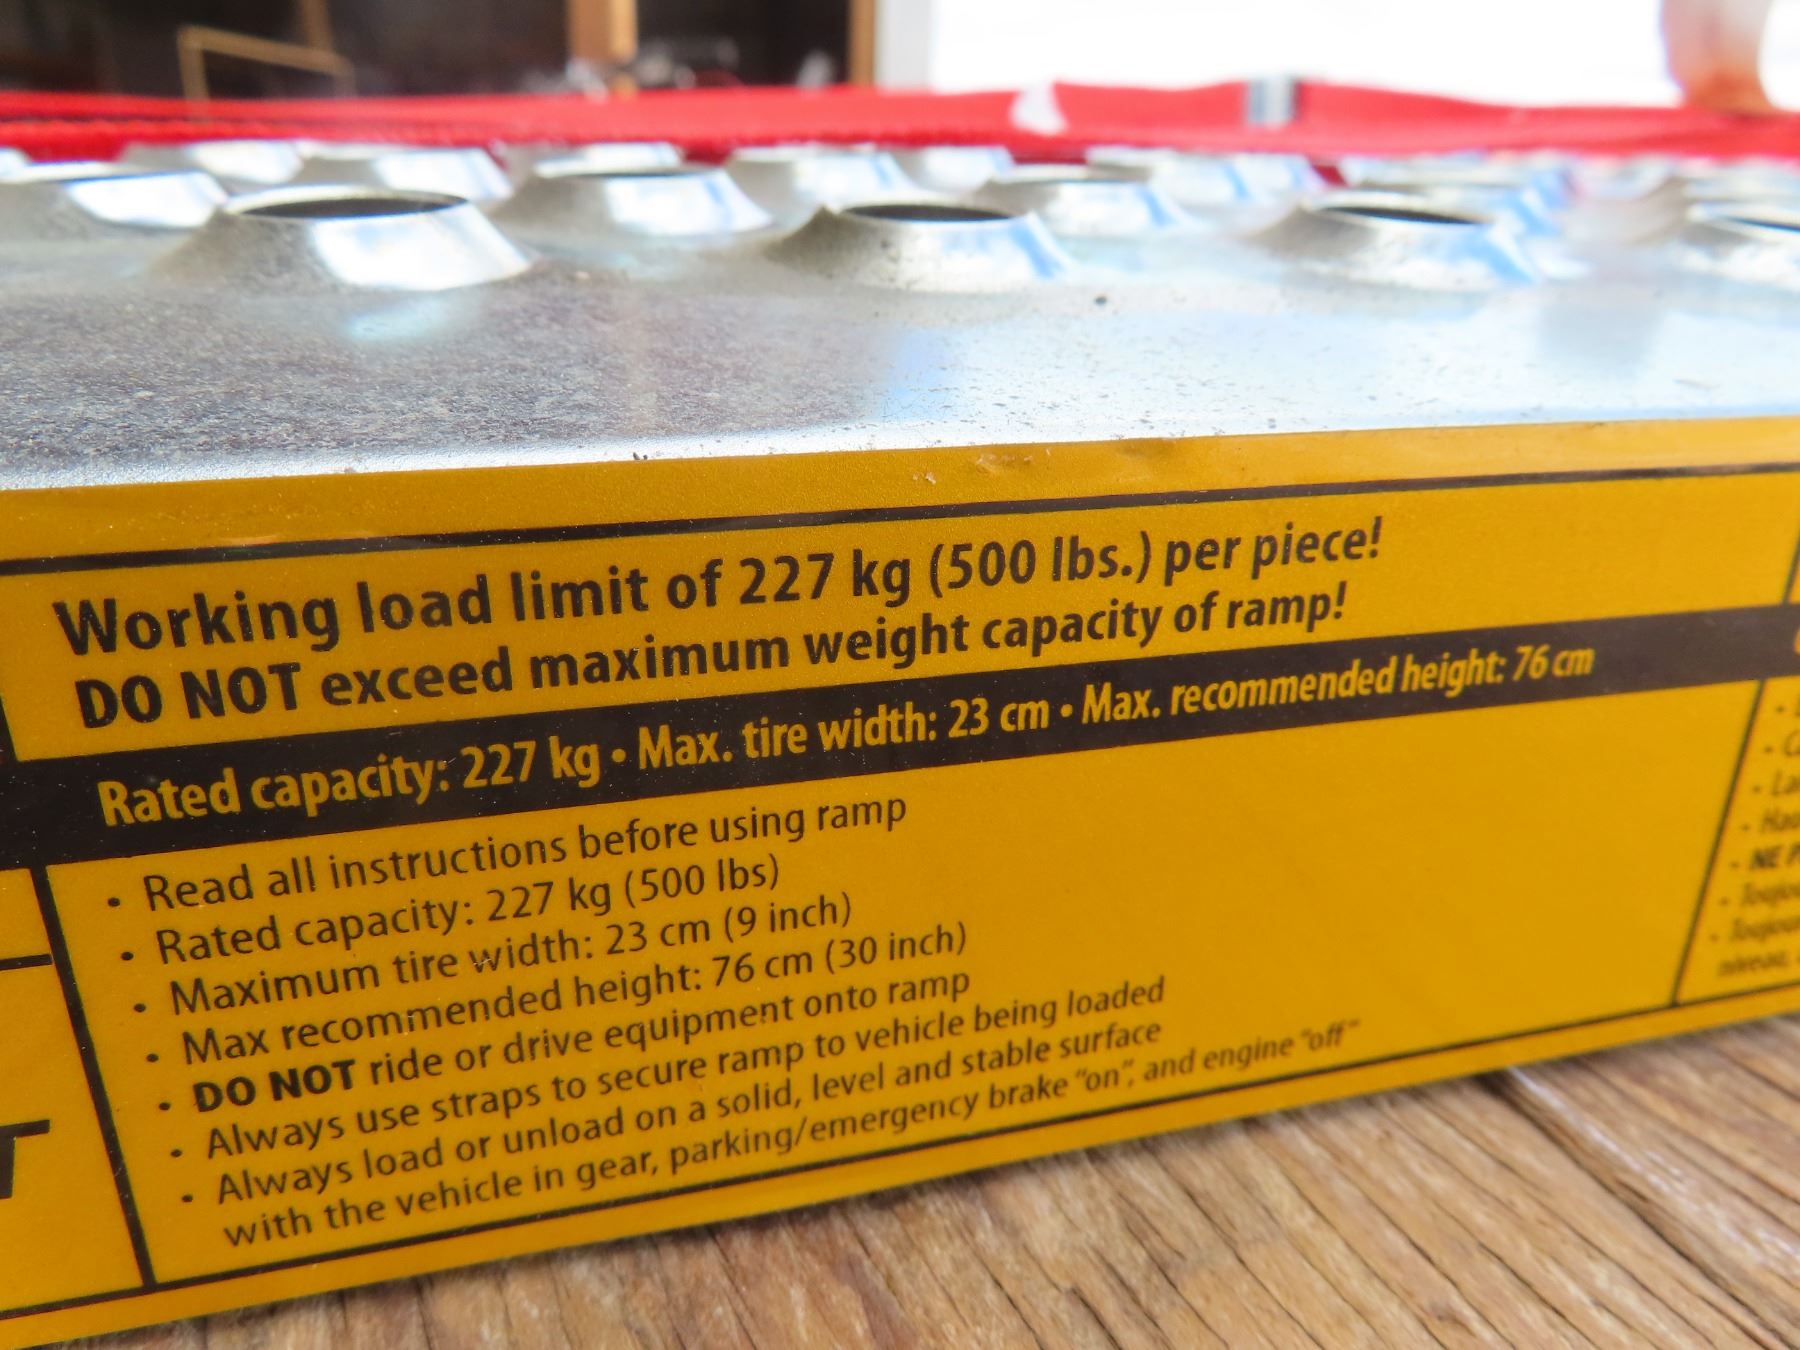 Working load limit of 227 kg (500 lbs.) per piece!
DO NOT exceed maximum weight capacity of ramp!
Rated capacity: 227 kg • Max. tire width: 23 cm • Max. recommended height: 76 cm
• Read all instructions before using ramp
• Rated capacity: 227 kg (500 lbs)
• Maximum tire width: 23 cm (9 inch)
• Max recommended height: 76 cm (30 inch)
• DO NOT ride or drive equipment onto ramp
• Always use straps to secure ramp to vehicle being loaded
• Always load or unload on a solid, level and stable surface
with the vehicle in gear, parking/emergency brake "on", and engine "off"